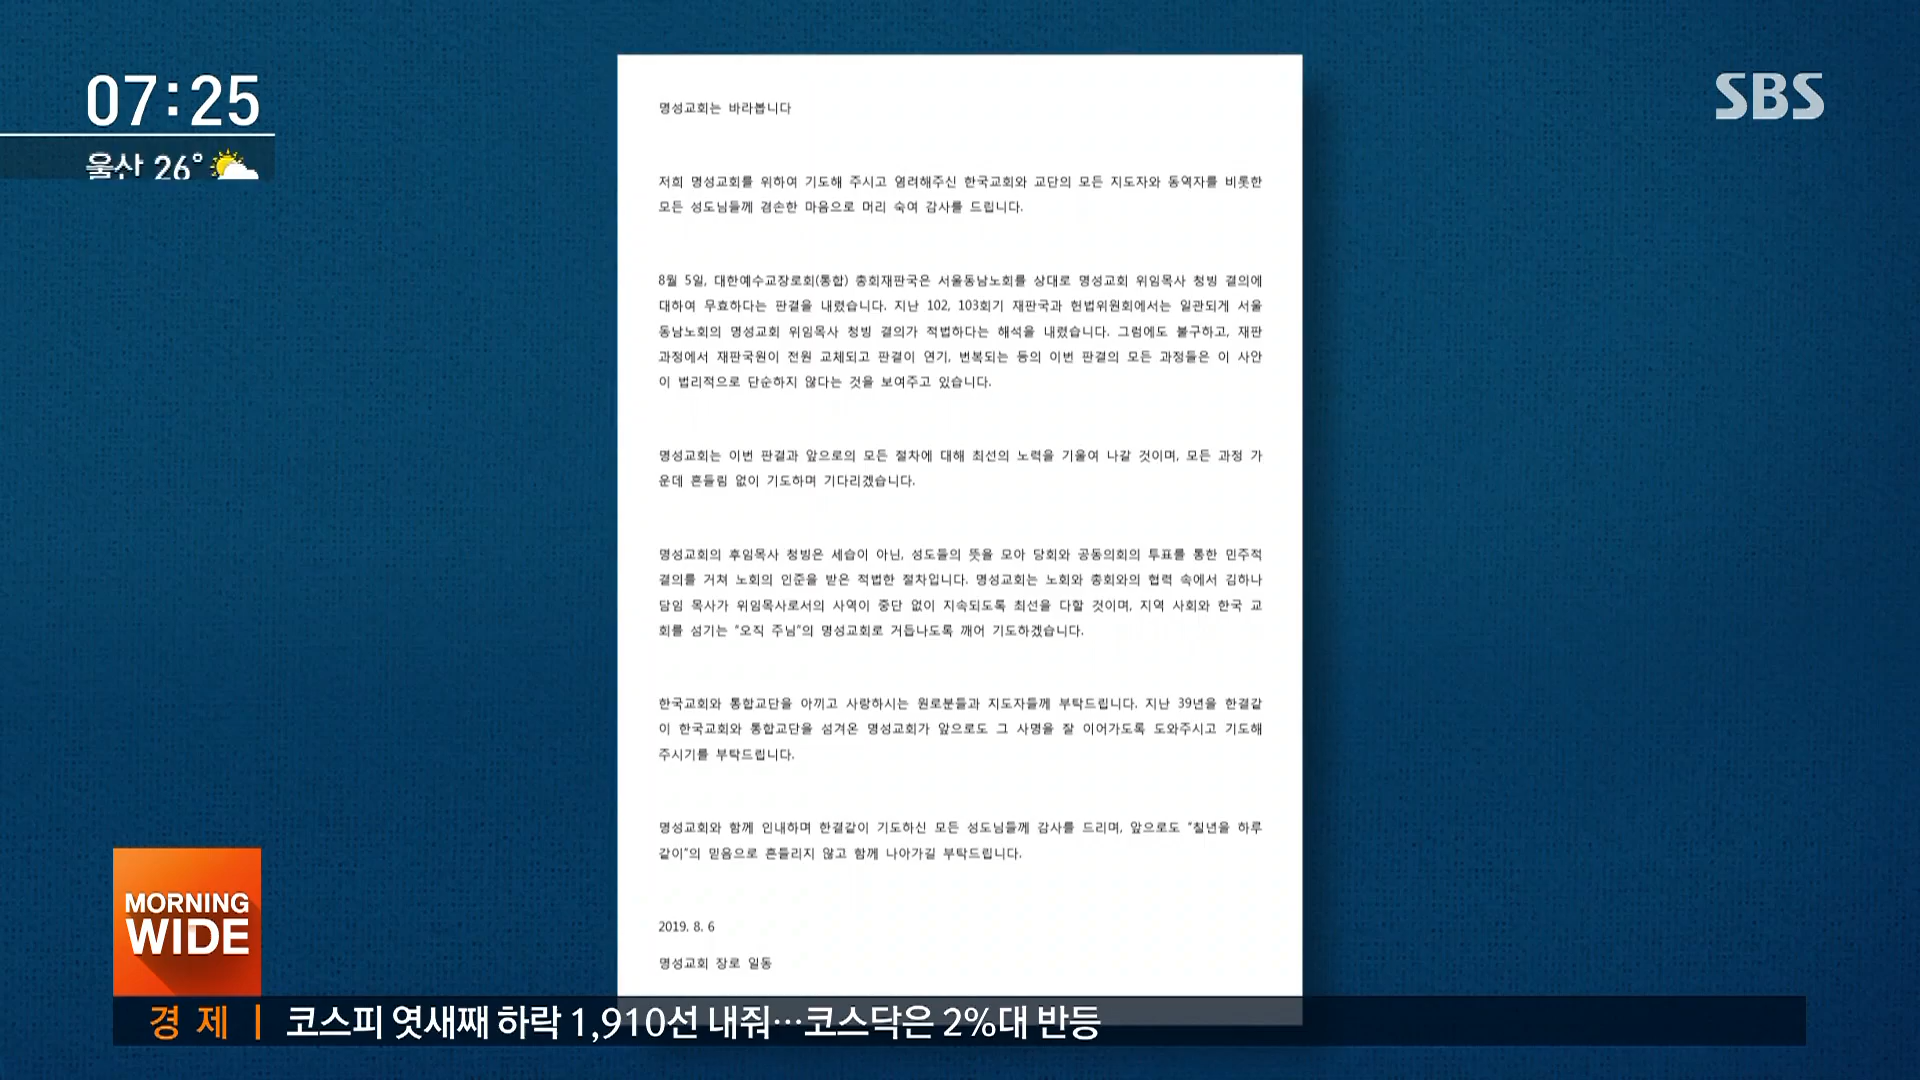 07:25
울산 26°
SBS
명성교회는 바라봅니다
저희 명성교회를 위하여 기도해 주시고 염려해주신 한국교회와 교단의 모든 지도자와 동역자를 비롯한
모든 성도님들께 겸손한 마음으로 머리 숙여 감사를 드립니다.
8월 5일, 대한예수교장로회(통합) 총회재판국은 서울동남노회를 상대로 명성교회 위임목사 청빙 결의에
대하여 무효하다는 판결을 내렸습니다. 지난 102, 103회기 재판국과 헌법위원회에서는 일관되게 서울
동남노회의 명성교회 위임목사 청빙 결의가 적법하다는 해석을 내렸습니다. 그럼에도 불구하고, 재판
과정에서 재판국원이 전원 교체되고 판결이 연기, 번복되는 등의 이번 판결의 모든 과정들은 이 사안
이 법리적으로 단순하지 않다는 것을 보여주고 있습니다.
명성교회는 이번 판결과 앞으로의 모든 절차에 대해 최선의 노력을 기울여 나갈 것이며, 모든 과정 가
운데 흔들림 없이 기도하며 기다리겠습니다.
명성교회의 후임목사 청빙은 세습이 아닌, 성도들의 뜻을 모아 당회와 공동의회의 투표를 통한 민주적
결의를 거쳐 노회의 인준을 받은 적법한 절차입니다. 명성교회는 노회와 총회와의 협력 속에서 김하나
담임 목사가 위임목사로서의 사역이 중단 없이 지속되도록 최선을 다할 것이며, 지역 사회와 한국 교
회를 섬기는 "오직 주님"의 명성교회로 거듭나도록 깨어 기도하겠습니다.
한국교회와 통합교단을 아끼고 사랑하시는 원로분들과 지도자들께 부탁드립니다. 지난 39년을 한결같
이 한국교회와 통합교단을 섬겨온 명성교회가 앞으로도 그 사명을 잘 이어가도록 도와주시고 기도해
주시기를 부탁드립니다.
명성교회와 함께 인내하며 한결같이 기도하신 모든 성도님들께 감사를 드리며, 앞으로도 "칠년을 하루
같이"의 믿음으로 흔들리지 않고 함께 나아가길 부탁드립니다.
2019. 8. 6
명성교회 장로 일동
MORNING
WIDE
경제 | 코스피 엿새째 하락 1,910선 내줘…코스닥은 2%대 반등